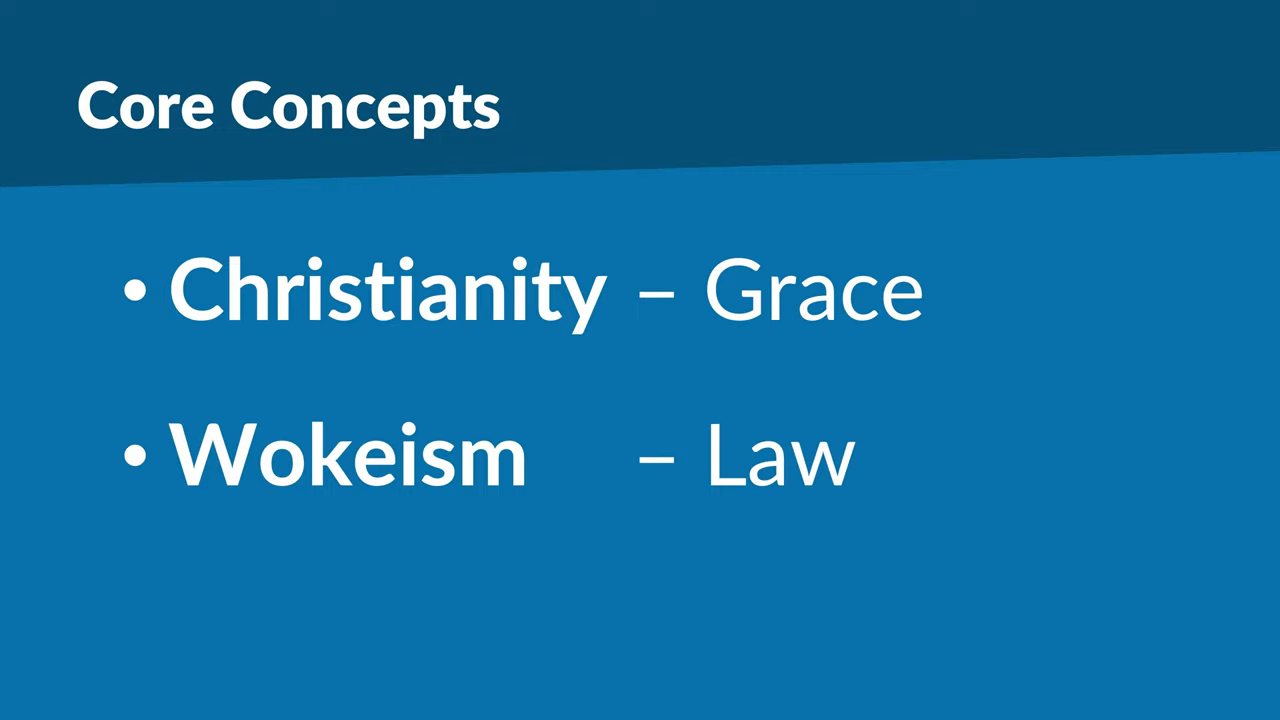 Core Concepts
• Christianity – Grace
• Wokeism – Law